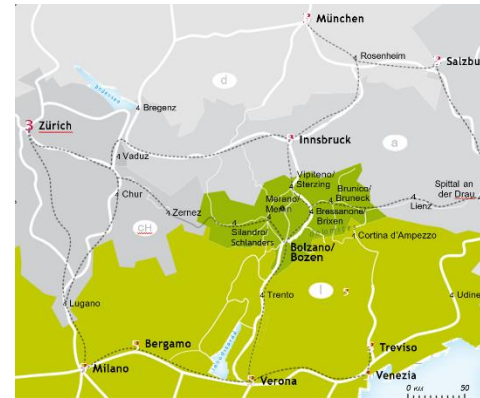 München
Rosenheim
Salzbu
d
Bodensee
Bregenz
Zürich
Innsbruck
a
Vaduz
Vipiteno/
Sterzing
Brunico/
Bruneck
Spittal an
der Drau
Chur
Merano/
Meran
Zernez
Bressanone/
Brixen
Lienz
CH
Silandro/
Schlanders
Cortina d'Ampezzo
Bolzano/
Bozen
Lugano
Trento
I
Udine
Bergamo
Treviso
Milano
Verona
Venezia
0 KM 50